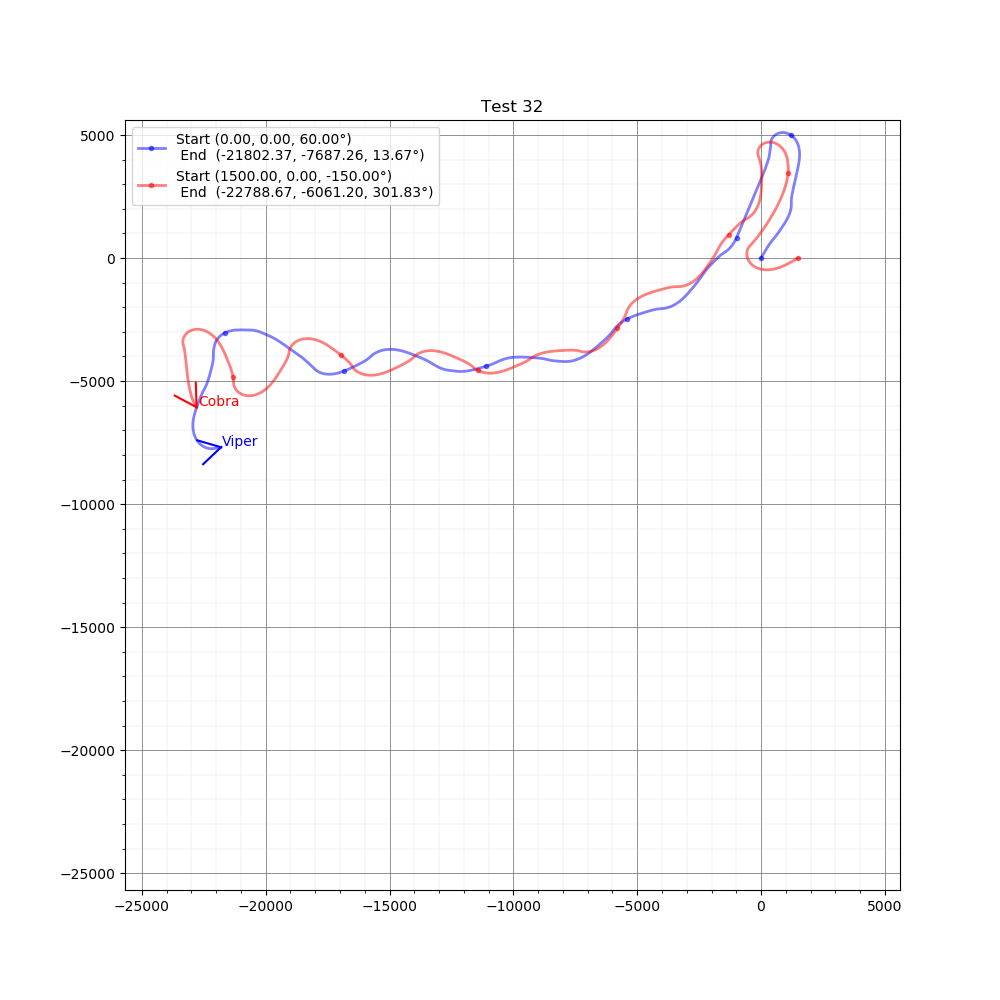 Test 32
Start (0.00, 0.00, 60.00°)
End (-21802.37, -7687.26, 13.67°)
Start (1500.00, 0.00, -150.00°)
End (-22788.67, -6061.20, 301.83°)
5000
0
−5000
−10000
−15000
−20000
−25000
Cobra
Viper
−25000 −20000 −15000 −10000 −5000 0 5000